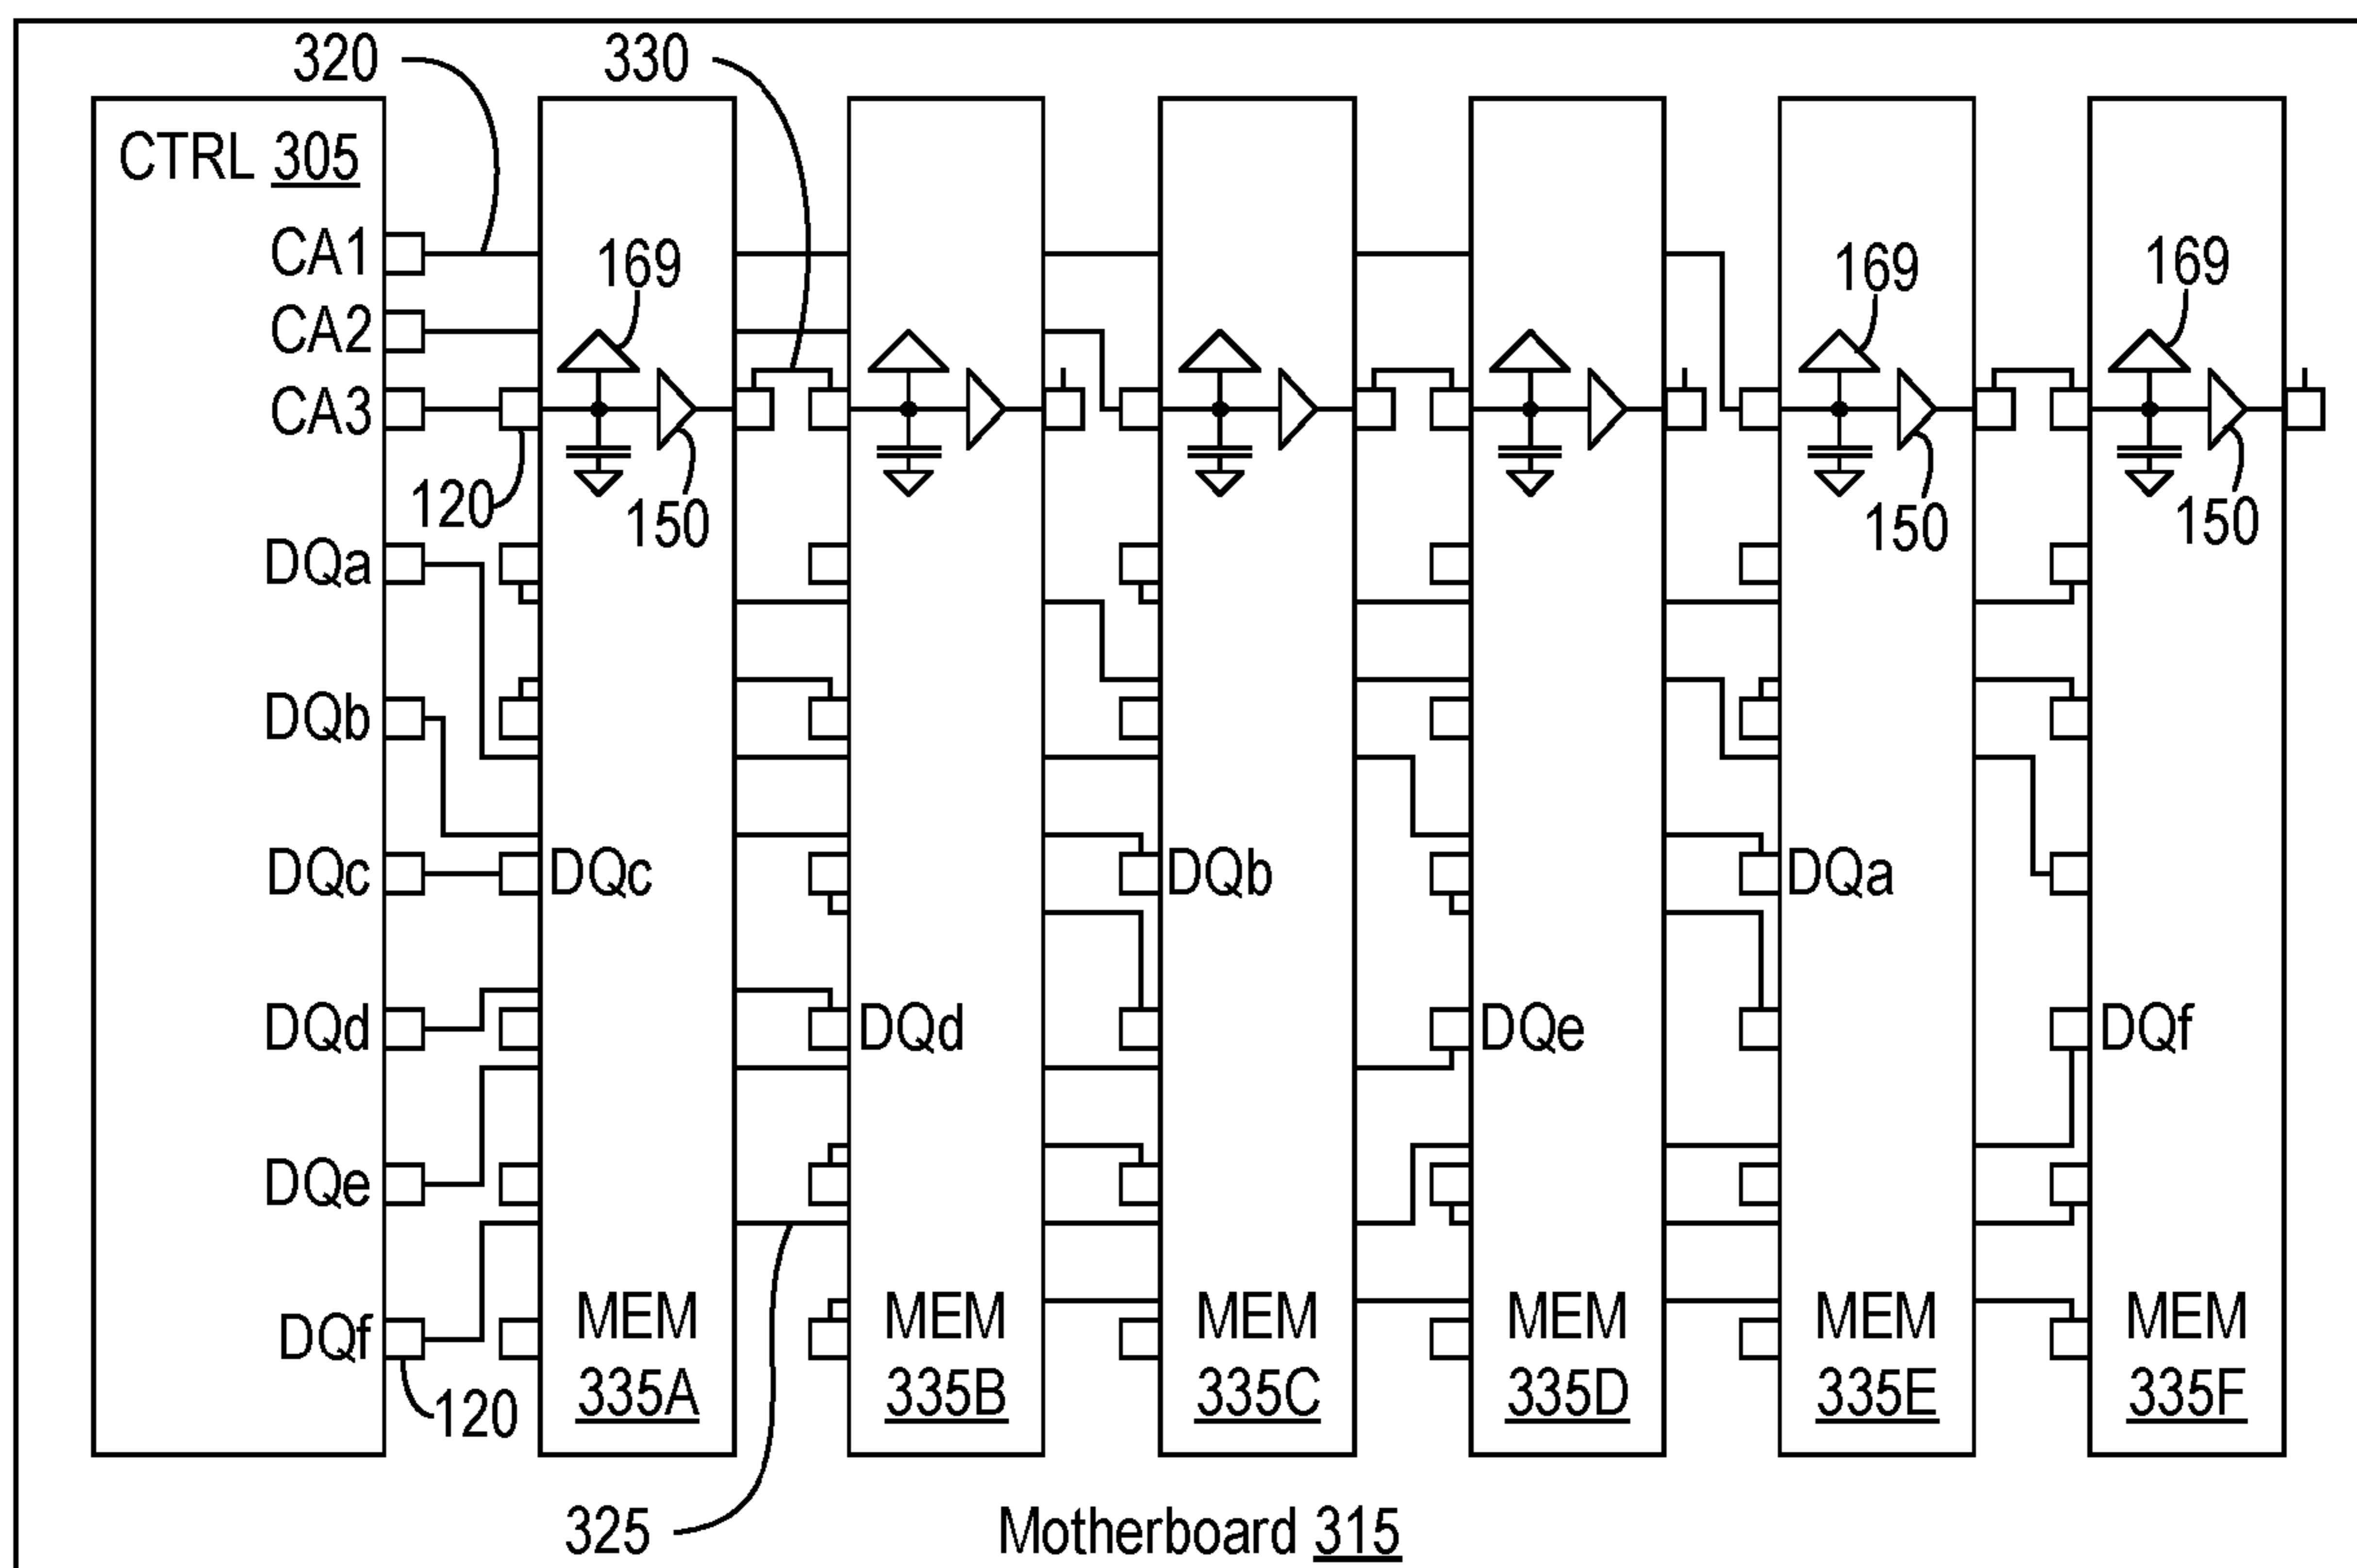 320 330
CTRL 305
CA1
169 169 169
CA2
CA3
120 150 150 150
DQa
DQb
DQc DQc DQb DQa
DQd DQd DQe DQf
DQe
DQf
MEM MEM MEM MEM MEM MEM
335A 335B 335C 335D 335E 335F
120
325 Motherboard 315